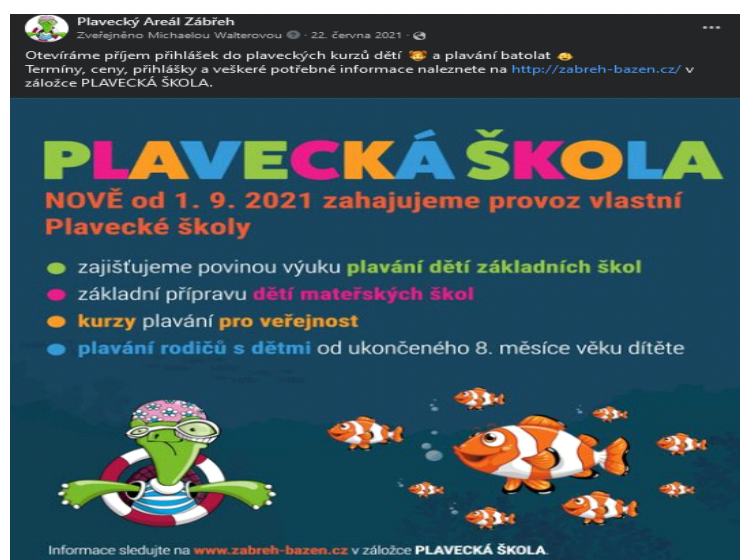 Plavecký Areál Zábřeh
Zveřejněno Michaelou Walterovou · 22. června 2021 ·
Otevíráme příjem přihlášek do plaveckých kurzů dětí a plavání batolat
Termíny, ceny, přihlášky a veškeré potřebné informace naleznete na http://zabreh-bazen.cz/ v
záložce PLAVECKÁ ŠKOLA.
PLAVECKÁ ŠKOLA
NOVĚ od 1. 9. 2021 zahajujeme provoz vlastní
Plavecké školy
zajišťujeme povinou výuku plavání dětí základních škol
základní přípravu dětí mateřských škol
kurzy plavání pro veřejnost
plavání rodičů s dětmi od ukončeného 8. měsíce věku dítěte
Informace sledujte na www.zabreh-bazen.cz v záložce PLAVECKÁ ŠKOLA.